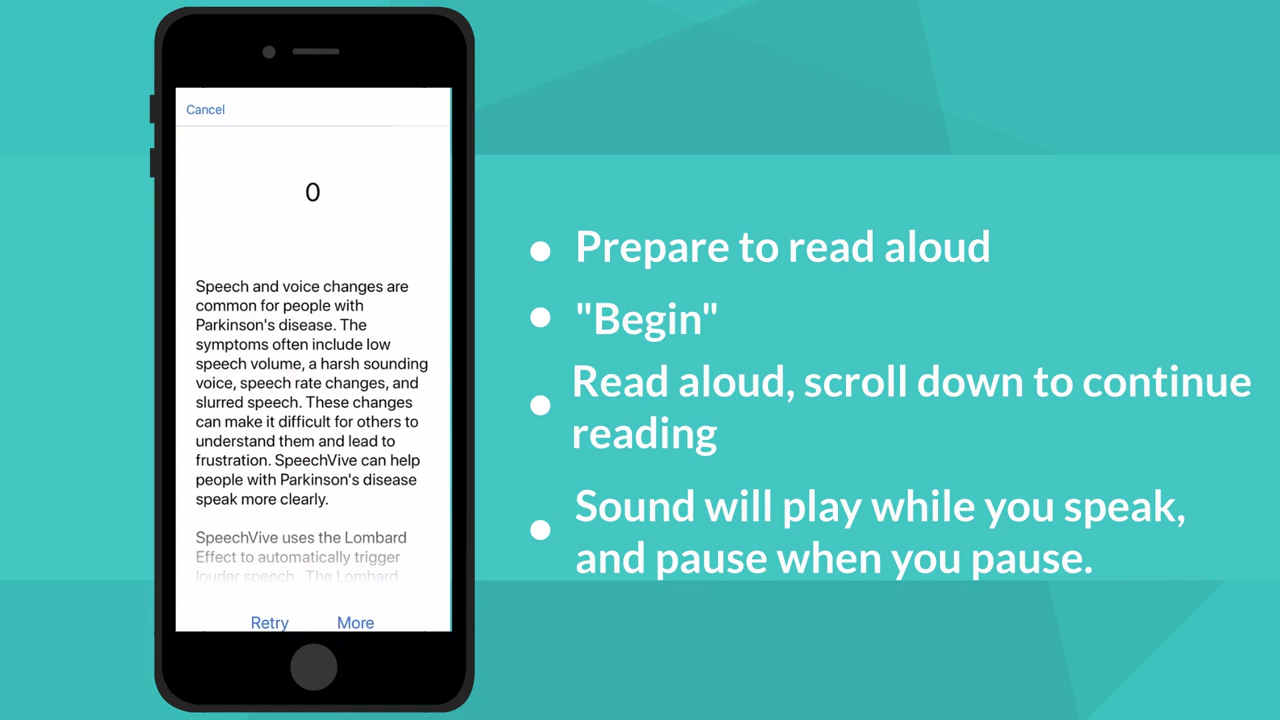 Cancel
0
Speech and voice changes are
common for people with
Parkinson's disease. The
symptoms often include low
speech volume, a harsh sounding
voice, speech rate changes, and
slurred speech. These changes
can make it difficult for others to
understand them and lead to
frustration. SpeechVive can help
people with Parkinson's disease
speak more clearly.
SpeechVive uses the Lombard
Effect to automatically trigger
louder speech. The Lombard
Retry More
Prepare to read aloud
"Begin"
Read aloud, scroll down to continue
reading
Sound will play while you speak,
and pause when you pause.